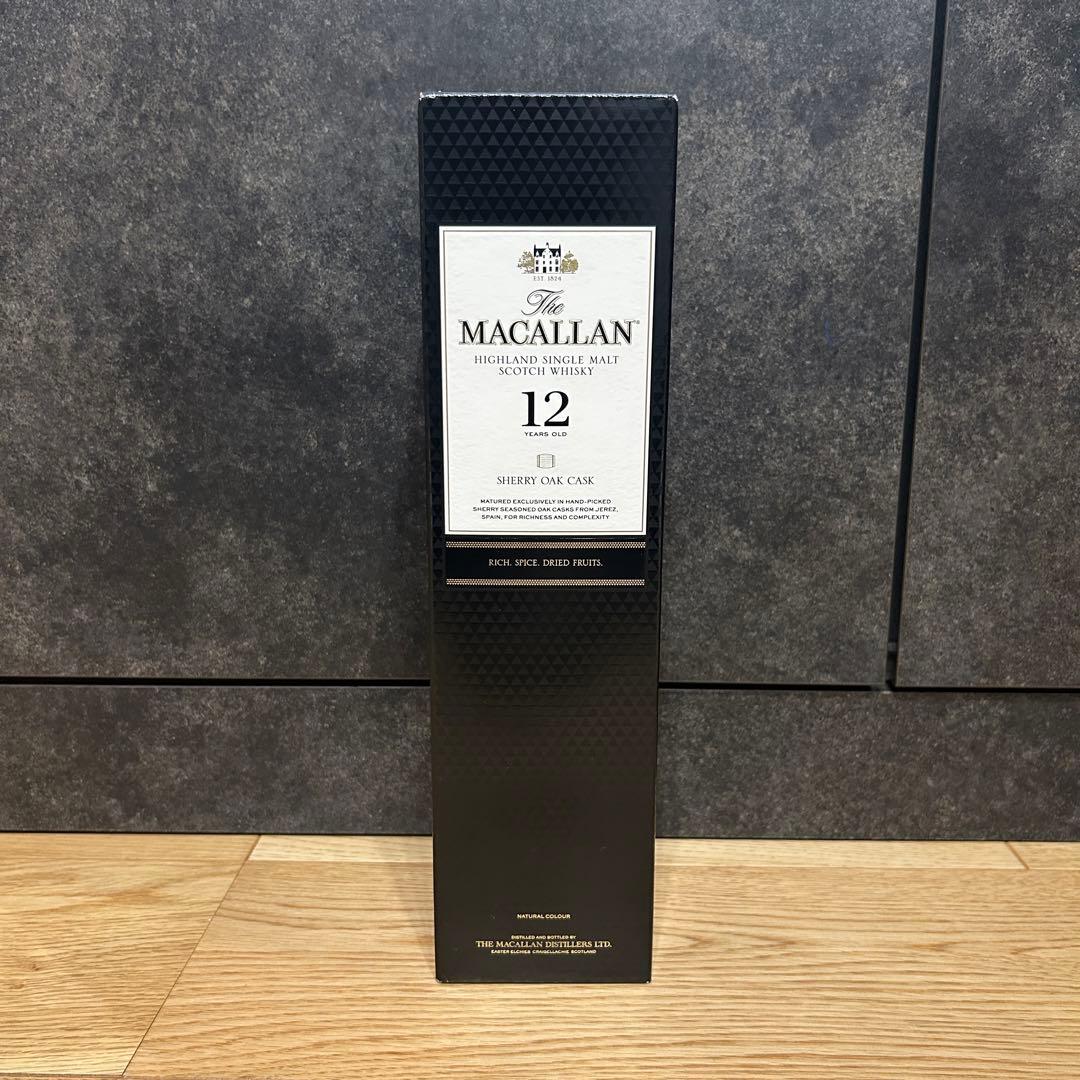 EST. 1824
The
MACALLAN®
HIGHLAND SINGLE MALT
SCOTCH WHISKY
12
YEARS OLD
SHERRY OAK CASK
MATURED EXCLUSIVELY IN HAND-PICKED
SHERRY SEASONED OAK CASKS FROM JEREZ,
SPAIN, FOR RICHNESS AND COMPLEXITY
RICH. SPICE. DRIED FRUITS.
NATURAL COLOUR
DISTILLED AND BOTTLED BY
THE MACALLAN DISTILLERS LTD.
EASTER ELCHIES CRAIGELLACHIE SCOTLAND